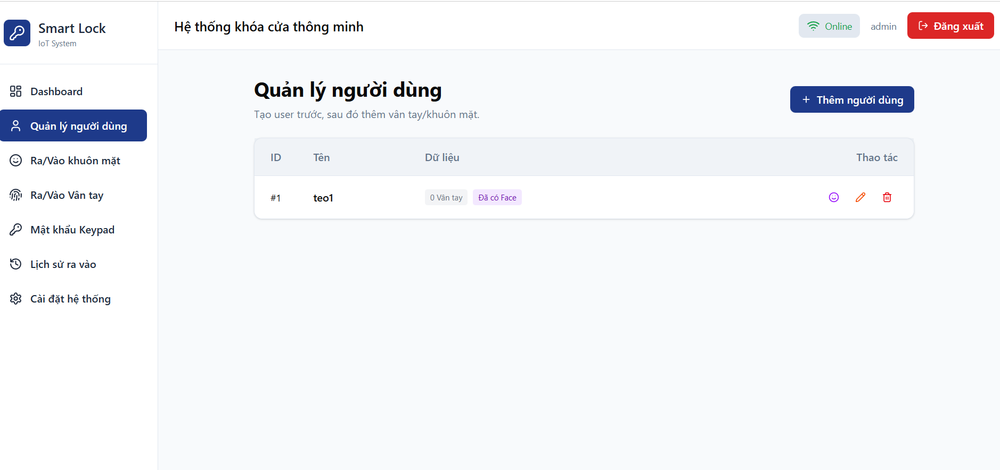 Smart Lock
IoT System
Hệ thống khóa cửa thông minh
Online
admin
Đăng xuất
Dashboard
Quản lý người dùng
Ra/Vào khuôn mặt
Ra/Vào Vân tay
Mật khẩu Keypad
Lịch sử ra vào
Cài đặt hệ thống
Quản lý người dùng
Tạo user trước, sau đó thêm vân tay/khuôn mặt.
+ Thêm người dùng
ID Tên Dữ liệu Thao tác
#1 teo1 0 Vân tay Đã có Face